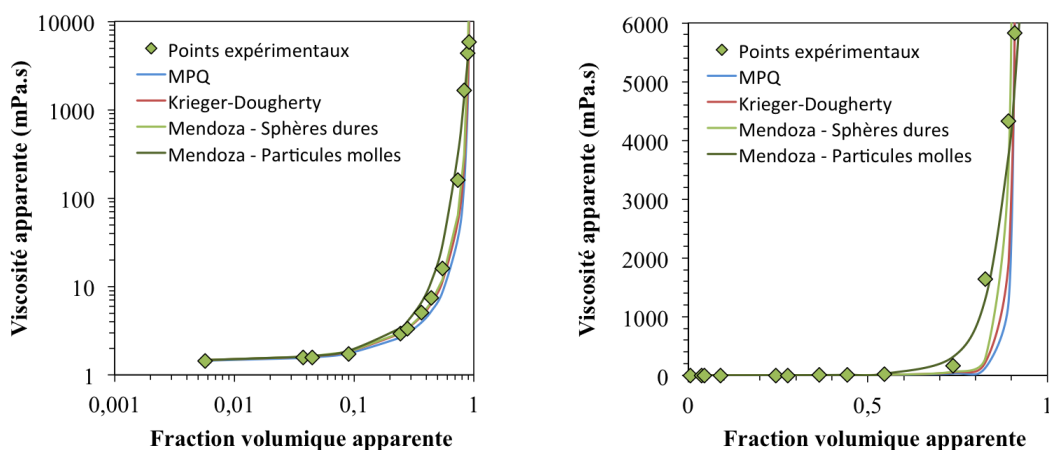 10000
1000
100
10
1
Viscosité apparente (mPa.s)
Points expérimentaux
MPQ
Krieger-Dougherty
Mendoza - Sphères dures
Mendoza - Particules molles
0,001
0,01
0,1
1
Fraction volumique apparente
6000
5000
4000
3000
2000
1000
0
Viscosité apparente (mPa.s)
Points expérimentaux
MPQ
Krieger-Dougherty
Mendoza - Sphères dures
Mendoza - Particules molles
0
0,5
1
Fraction volumique apparente